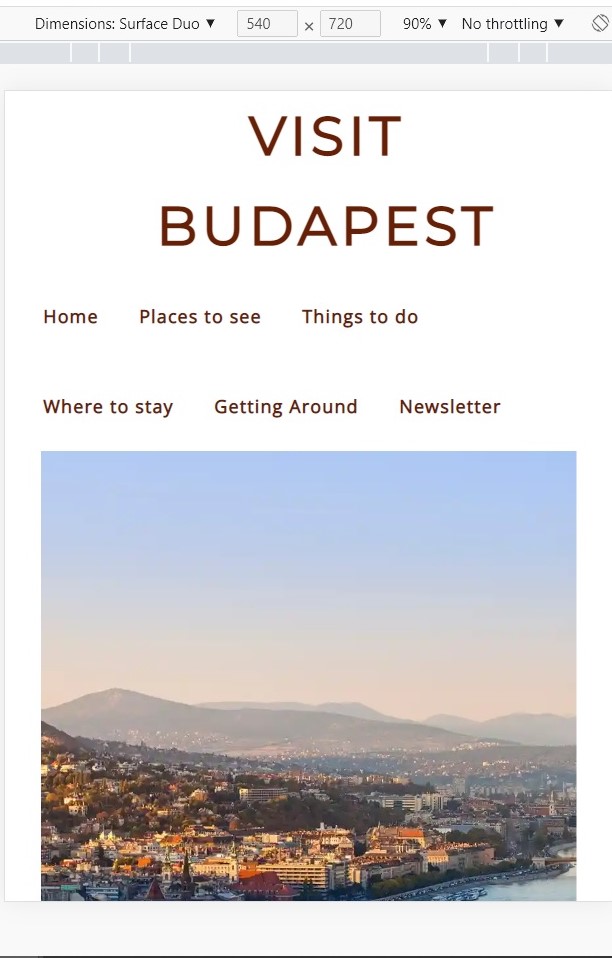 Dimensions: Surface Duo ▼ 540 × 720 90% ▼ No throttling ▼
VISIT
BUDAPEST
Home Places to see Things to do
Where to stay Getting Around Newsletter